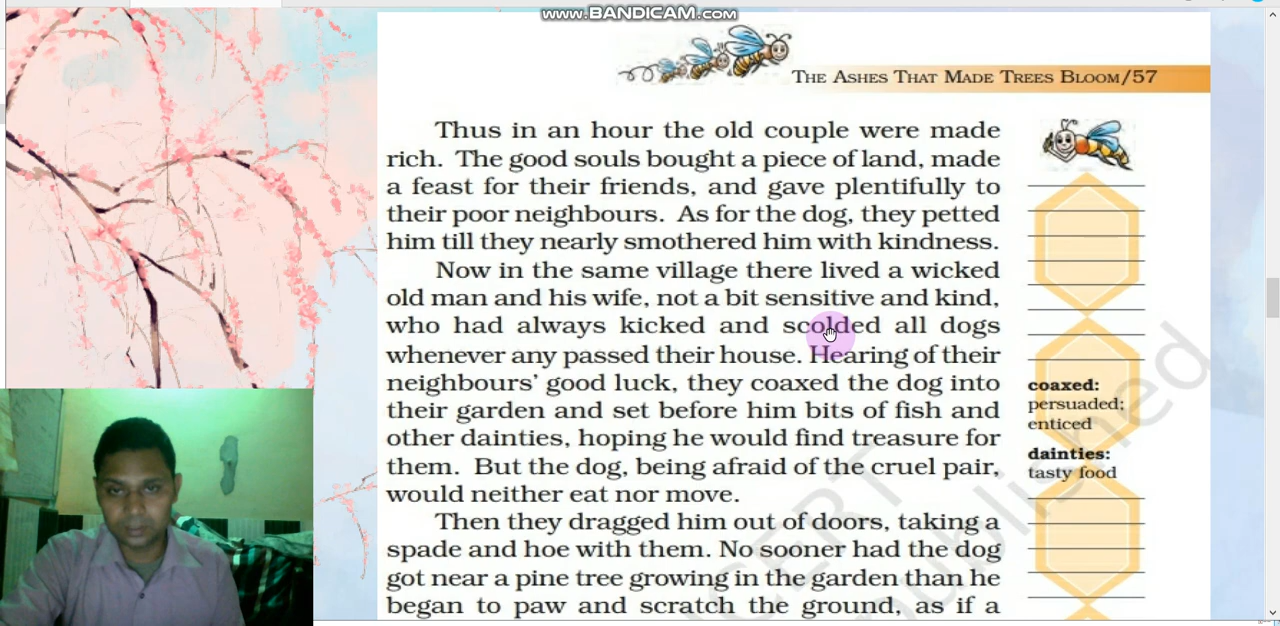 www.BANDICAM.com
THE ASHES THAT MADE TREES BLOOM/57
Thus in an hour the old couple were made
rich. The good souls bought a piece of land, made
a feast for their friends, and gave plentifully to
their poor neighbours. As for the dog, they petted
him till they nearly smothered him with kindness.
Now in the same village there lived a wicked
old man and his wife, not a bit sensitive and kind,
who had always kicked and scolded all dogs
whenever any passed their house. Hearing of their
neighbours' good luck, they coaxed the dog into
their garden and set before him bits of fish and
other dainties, hoping he would find treasure for
them. But the dog, being afraid of the cruel pair,
would neither eat nor move.
Then they dragged him out of doors, taking a
spade and hoe with them. No sooner had the dog
got near a pine tree growing in the garden than he
began to paw and scratch the ground, as if a
coaxed:
persuaded;
enticed
dainties:
tasty food
NCERT
republished